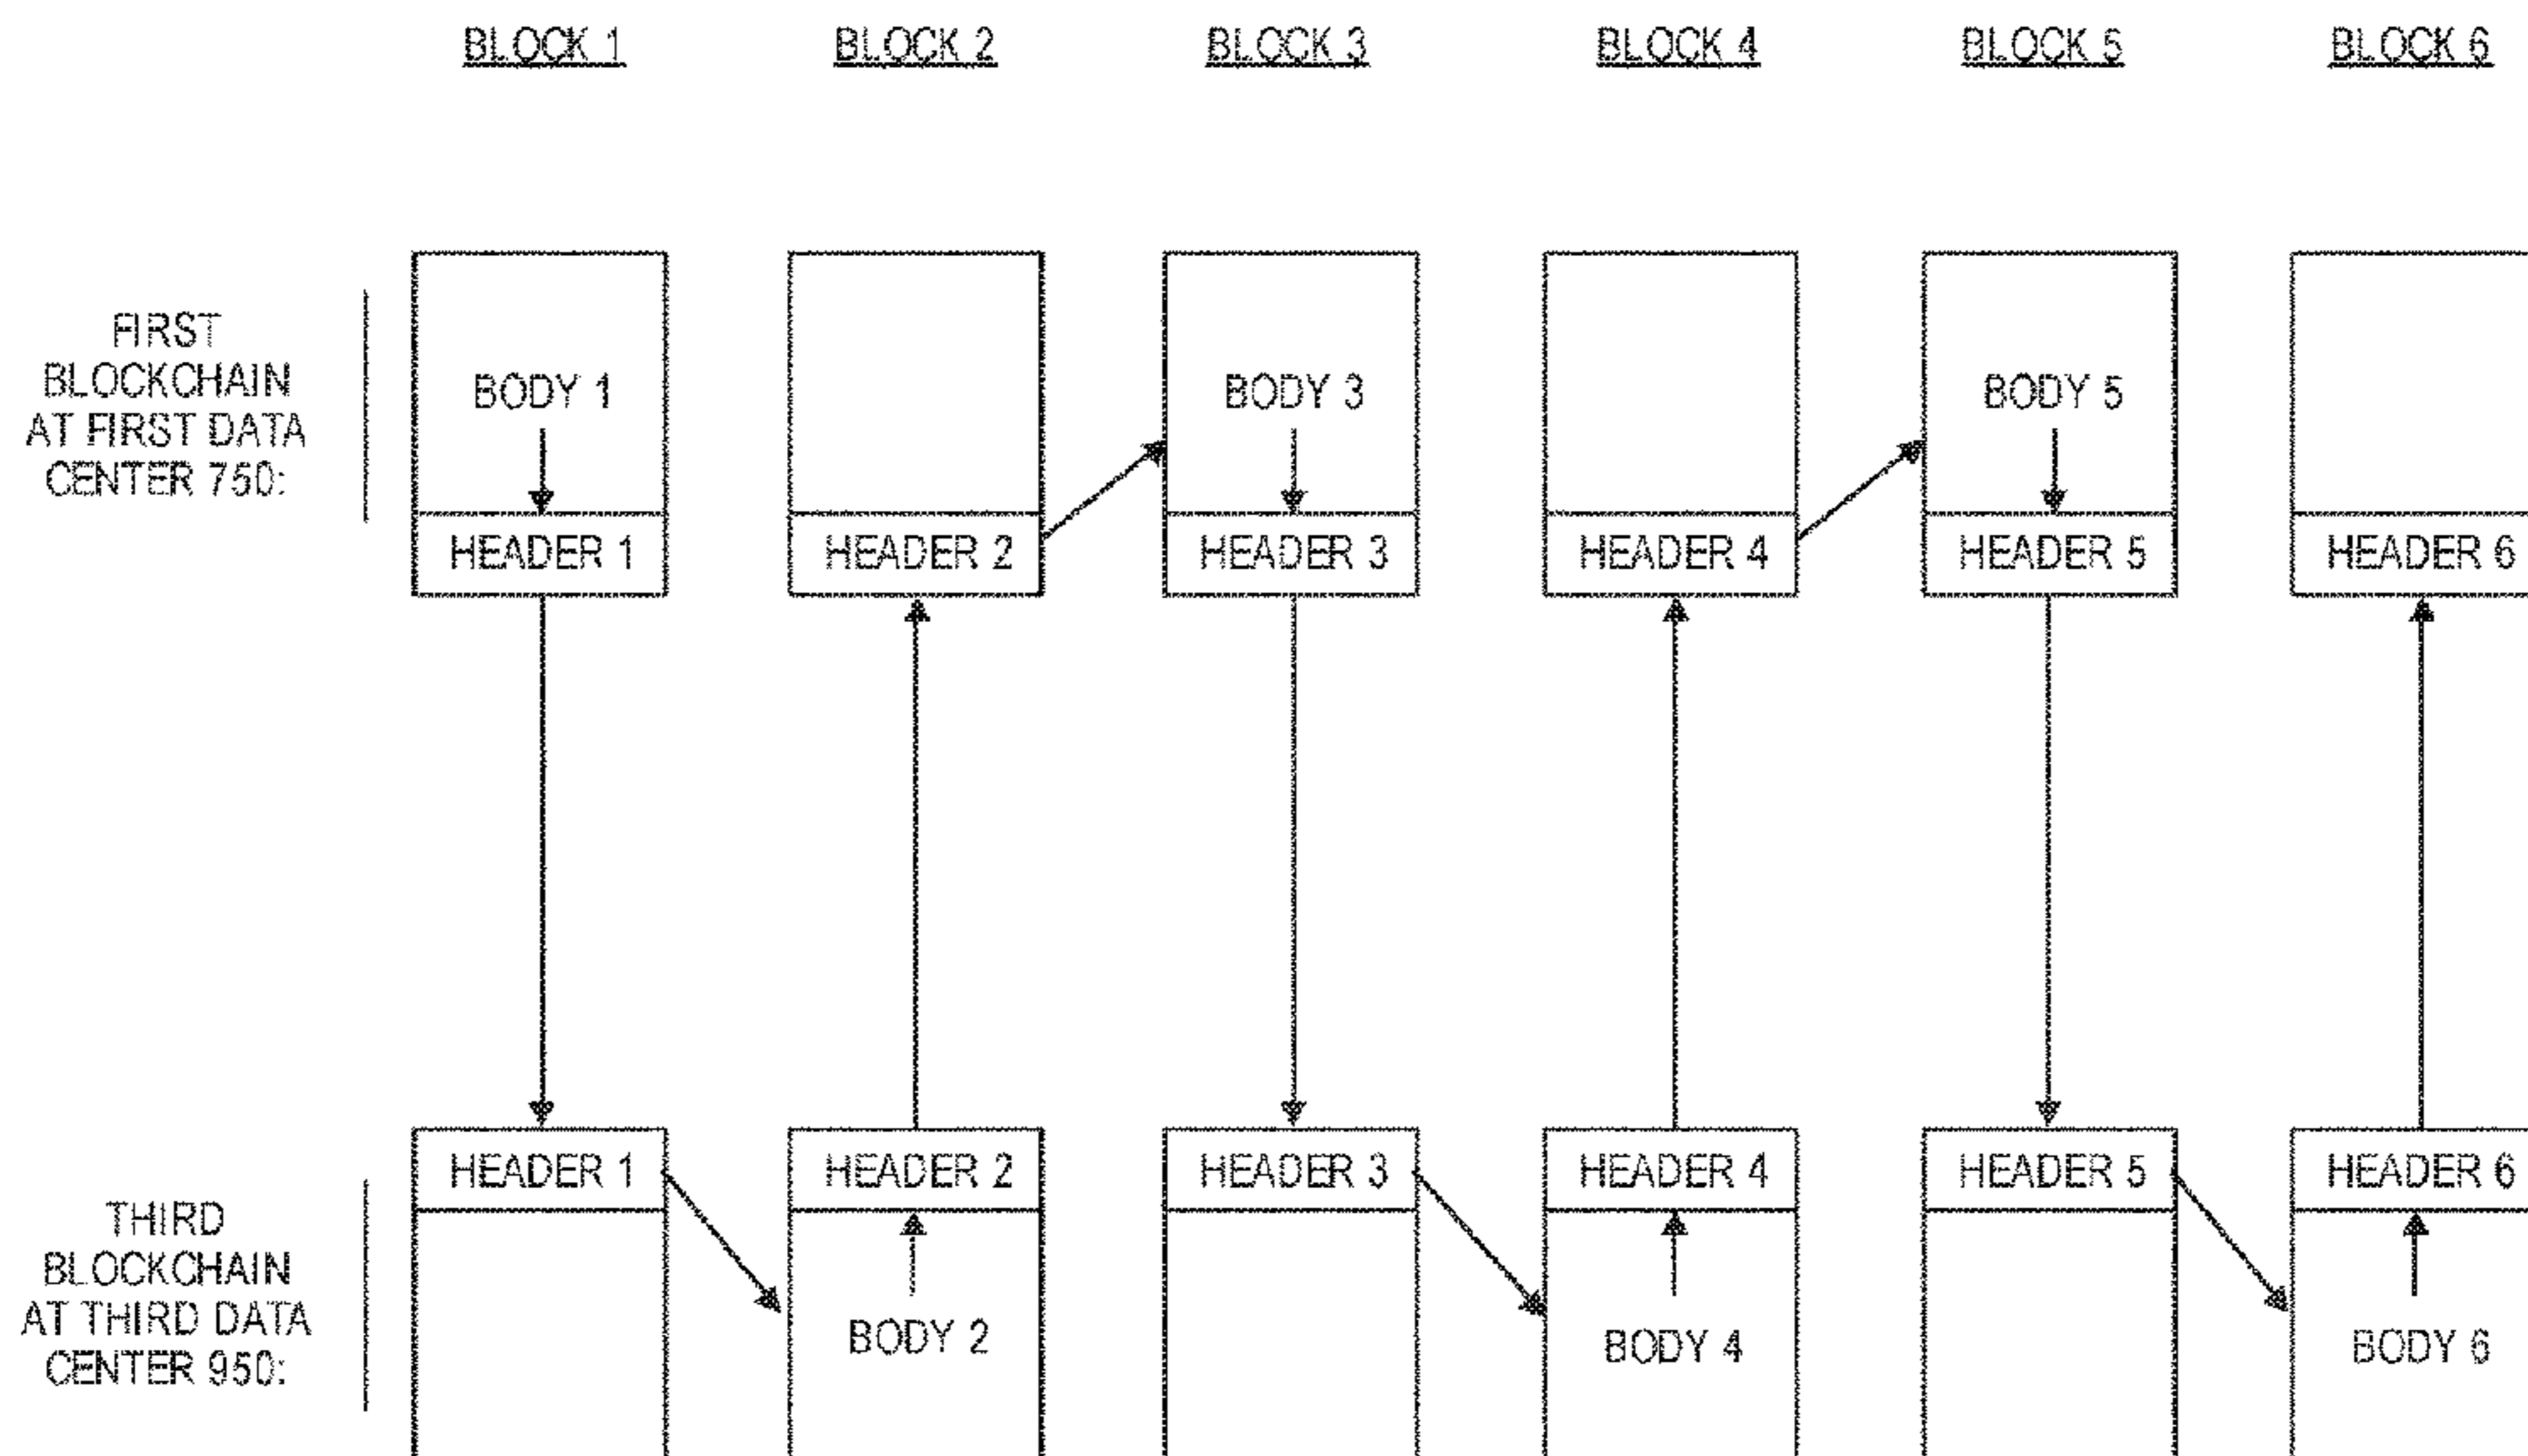 BLOCK 1 BLOCK 2 BLOCK 3 BLOCK 4 BLOCK 5 BLOCK 6
FIRST
BLOCKCHAIN
AT FIRST DATA
CENTER 750:
BODY 1 BODY 3 BODY 5
HEADER 1 HEADER 2 HEADER 3 HEADER 4 HEADER 5 HEADER 6
HEADER 1 HEADER 2 HEADER 3 HEADER 4 HEADER 5 HEADER 6
THIRD
BLOCKCHAIN
AT THIRD DATA
CENTER 950:
BODY 2 BODY 4 BODY 6